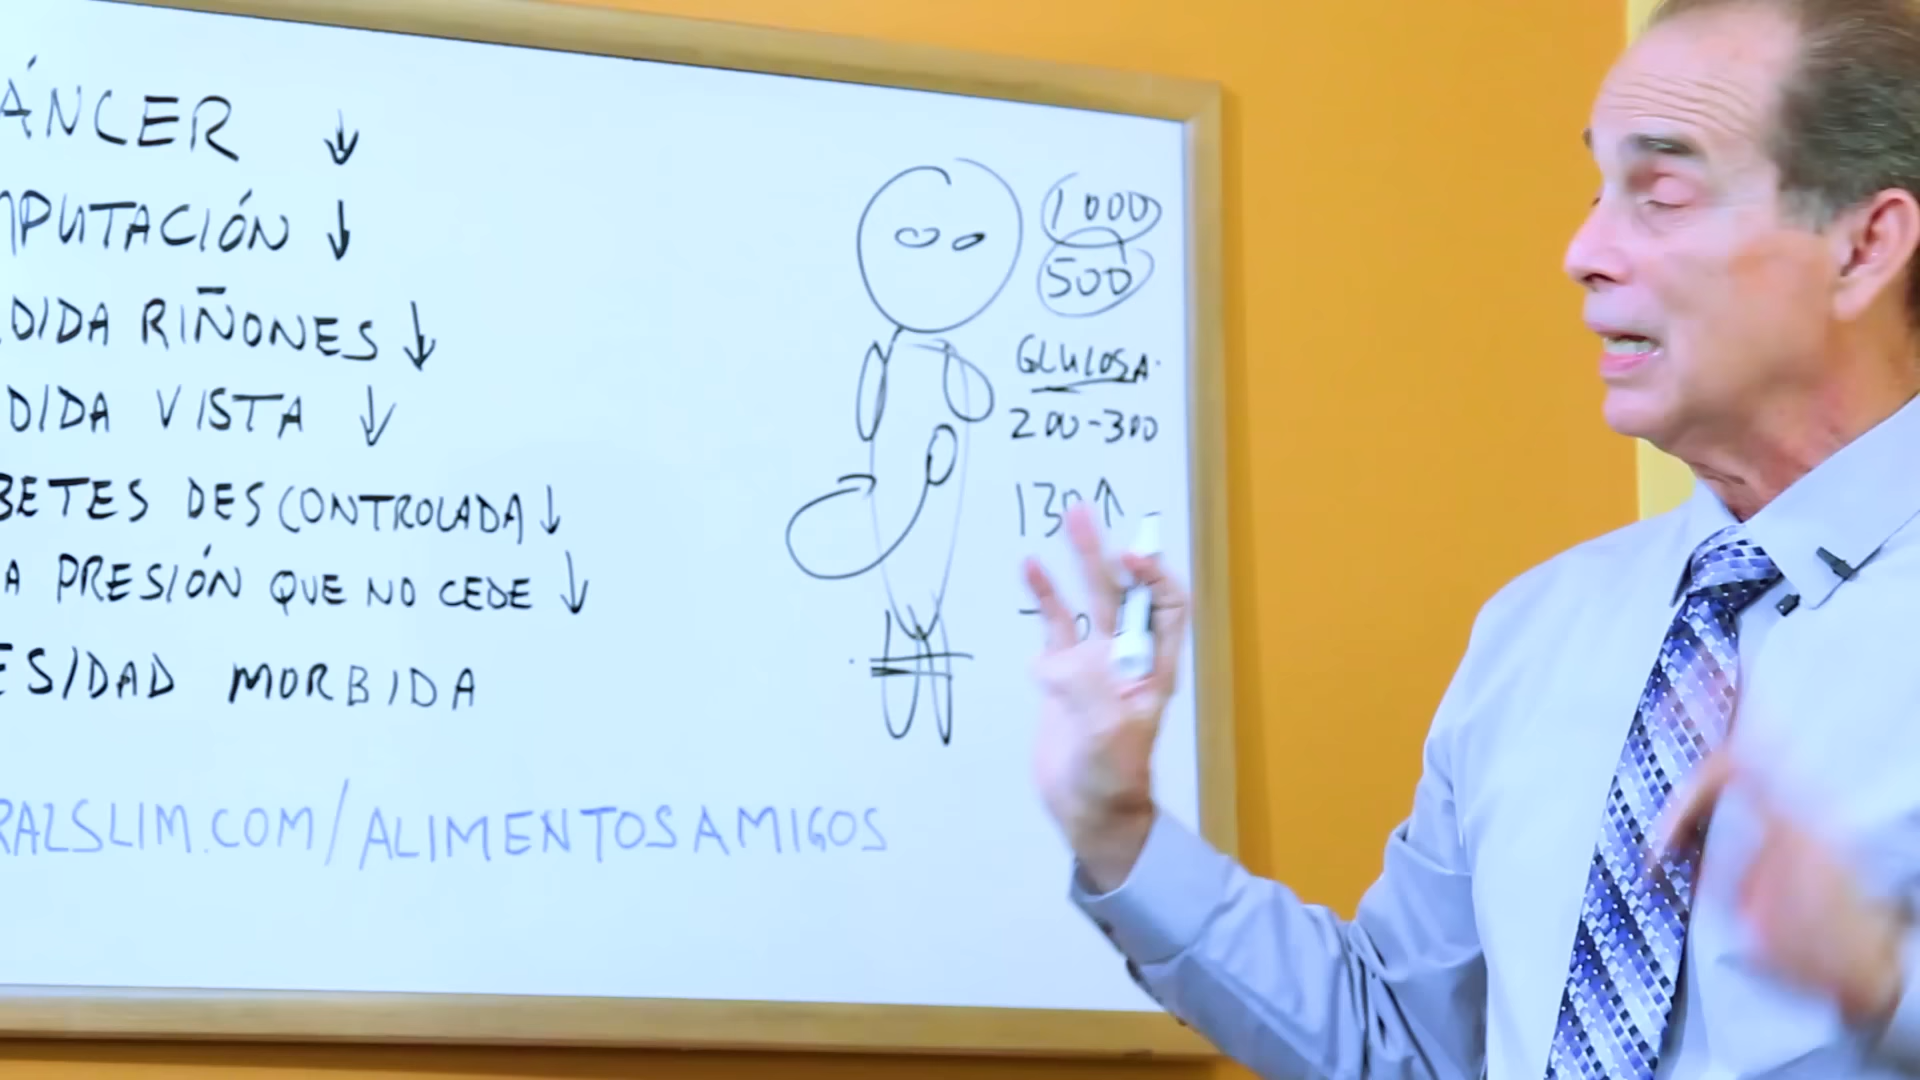 ÁNCER ↓
MPUTACIÓN ↓
DIDA RIÑONES ↓
DIDA VISTA ↓
BETES DESCONTROLADA ↓
A PRESIÓN QUE NO CEDE ↓
ESIDAD MORBIDA
RALSLIM.COM/ALIMENTOSAMIGOS
1000
500
GLUCOSA
200-300
130↑